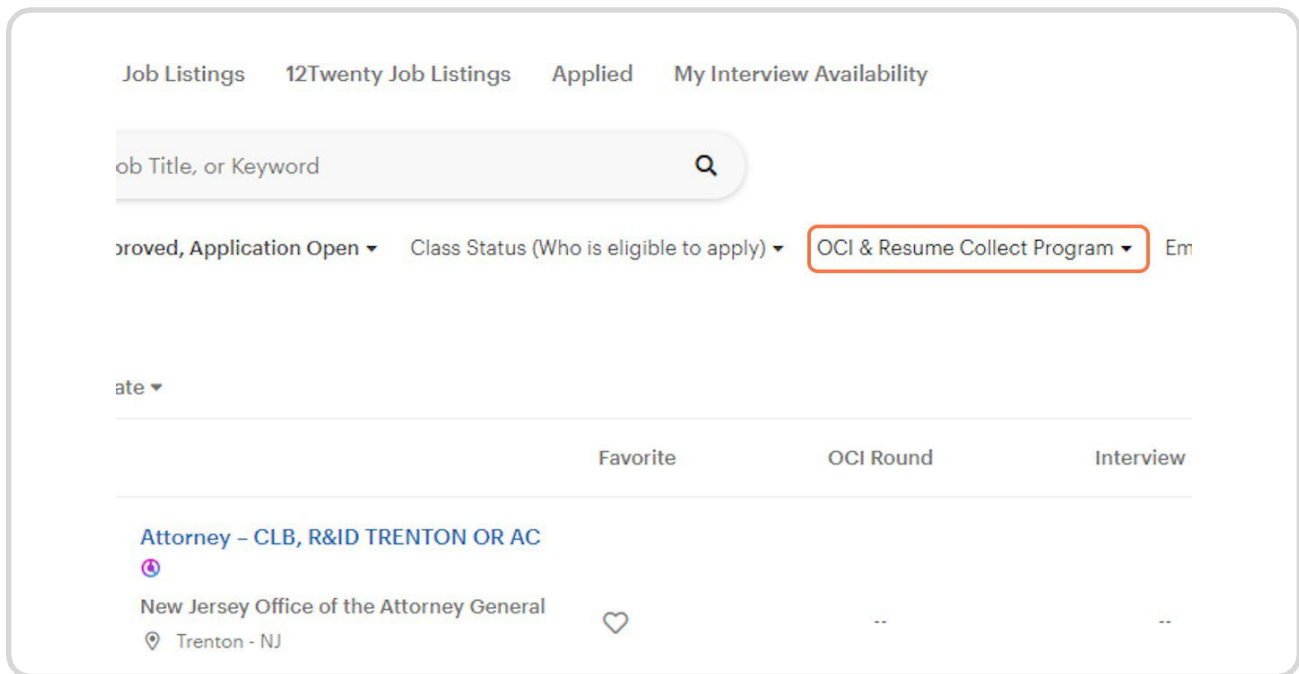 Job Listings 12Twenty Job Listings Applied My Interview Availability
ob Title, or Keyword
proved, Application Open Class Status (Who is eligible to apply) OCI & Resume Collect Program Em
ate
Favorite OCI Round Interview
Attorney – CLB, R&ID TRENTON OR AC
New Jersey Office of the Attorney General
Trenton - NJ
-- --